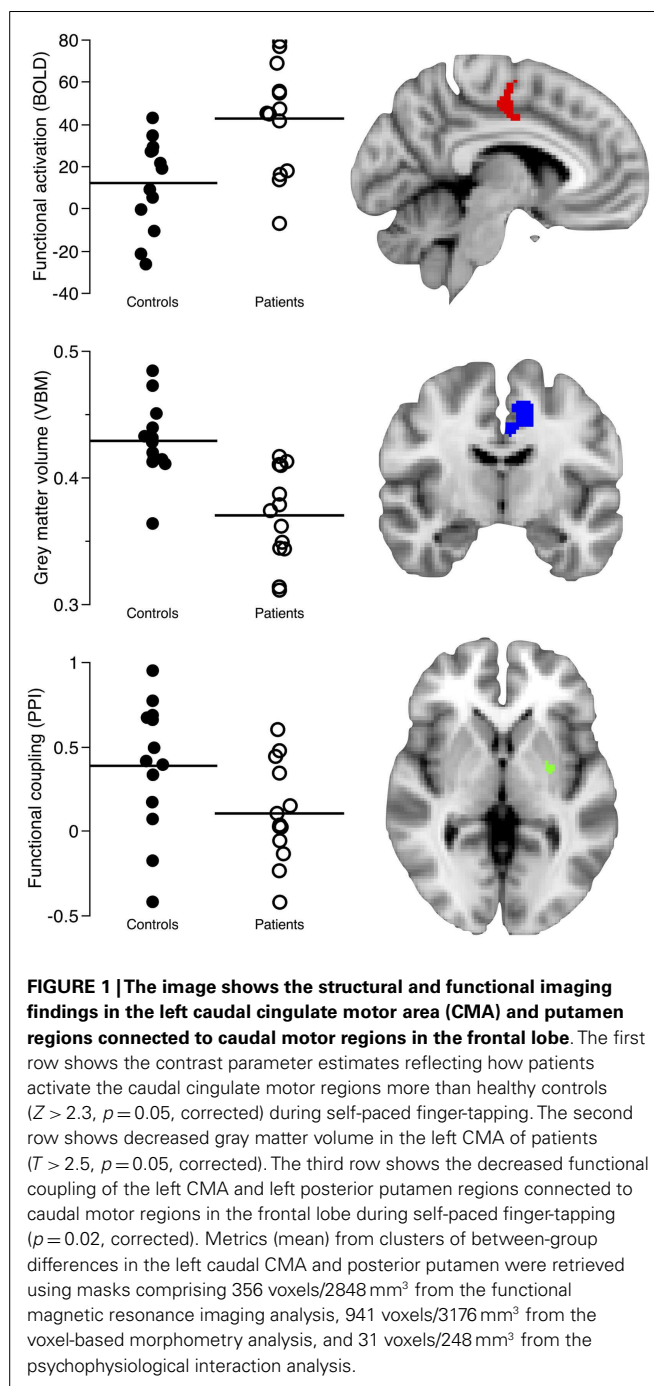 80
60
40
20
0
-20
-40
Functional activation (BOLD)
Controls
Patients
0.5
0.4
0.3
Grey matter volume (VBM)
Controls
Patients
1
0.5
0
-0.5
Functional coupling (PPI)
Controls
Patients
FIGURE 1 | The image shows the structural and functional imaging
findings in the left caudal cingulate motor area (CMA) and putamen
regions connected to caudal motor regions in the frontal lobe. The first
row shows the contrast parameter estimates reflecting how patients
activate the caudal cingulate motor regions more than healthy controls
(Z > 2.3, p = 0.05, corrected) during self-paced finger-tapping. The second
row shows decreased gray matter volume in the left CMA of patients
(T > 2.5, p = 0.05, corrected). The third row shows the decreased functional
coupling of the left CMA and left posterior putamen regions connected to
caudal motor regions in the frontal lobe during self-paced finger-tapping
(p = 0.02, corrected). Metrics (mean) from clusters of between-group
differences in the left caudal CMA and posterior putamen were retrieved
using masks comprising 356 voxels/2848 mm³ from the functional
magnetic resonance imaging analysis, 941 voxels/3176 mm³ from the
voxel-based morphometry analysis, and 31 voxels/248 mm³ from the
psychophysiological interaction analysis.